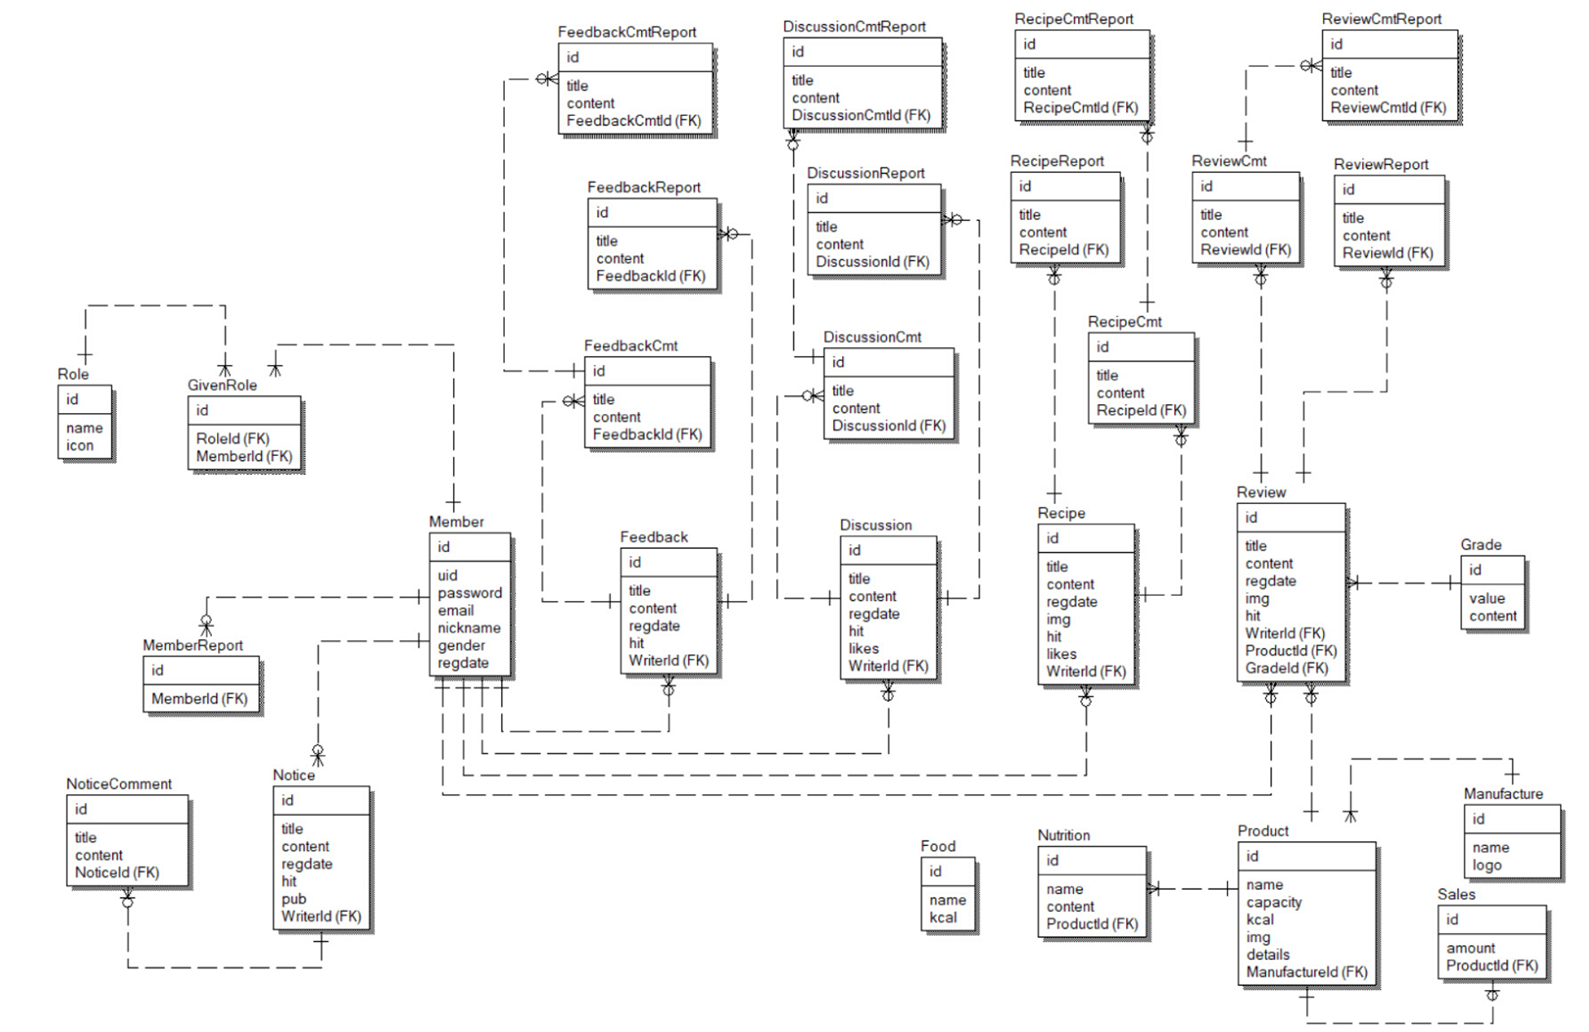 FeedbackCmtReport
id
title
content
FeedbackCmtId (FK)
DiscussionCmtReport
id
title
content
DiscussionCmtId (FK)
RecipeCmtReport
id
title
content
RecipeCmtId (FK)
ReviewCmtReport
id
title
content
ReviewCmtId (FK)
FeedbackReport
id
title
content
FeedbackId (FK)
DiscussionReport
id
title
content
DiscussionId (FK)
RecipeReport
id
title
content
RecipeId (FK)
ReviewCmt
id
title
content
ReviewId (FK)
ReviewReport
id
title
content
ReviewId (FK)
Role
id
name
icon
GivenRole
id
RoleId (FK)
MemberId (FK)
FeedbackCmt
id
title
content
FeedbackId (FK)
DiscussionCmt
id
title
content
DiscussionId (FK)
RecipeCmt
id
title
content
RecipeId (FK)
Member
id
uid
password
email
nickname
gender
regdate
Feedback
id
title
content
regdate
hit
WriterId (FK)
Discussion
id
title
content
regdate
hit
likes
WriterId (FK)
Recipe
id
title
content
regdate
img
hit
likes
WriterId (FK)
Review
id
title
content
regdate
img
hit
WriterId (FK)
ProductId (FK)
GradeId (FK)
Grade
id
value
content
MemberReport
id
MemberId (FK)
NoticeComment
id
title
content
NoticeId (FK)
Notice
id
title
content
regdate
hit
pub
WriterId (FK)
Food
id
name
kcal
Nutrition
id
name
content
ProductId (FK)
Product
id
name
capacity
kcal
img
details
ManufactureId (FK)
Manufacture
id
name
logo
Sales
id
amount
ProductId (FK)